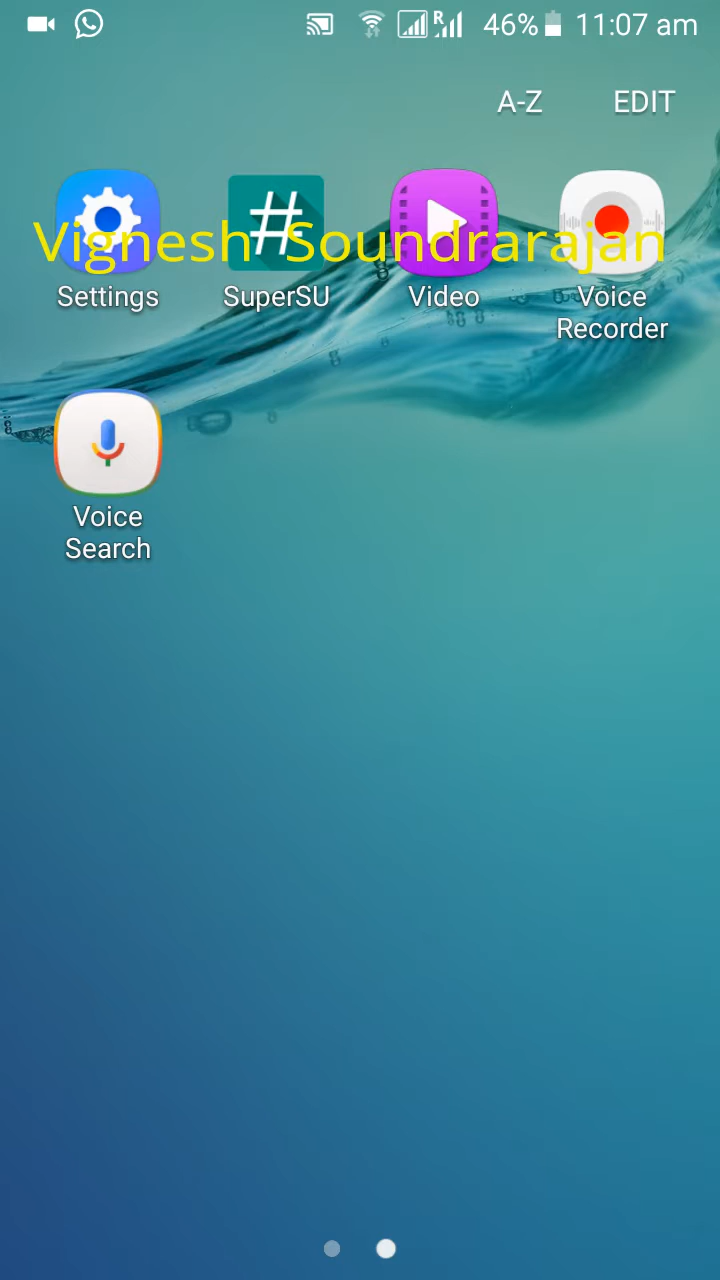 46% 11:07 am
A-Z EDIT
Vignesh Soundrarajan
Settings SuperSU Video Voice
Recorder
Voice
Search